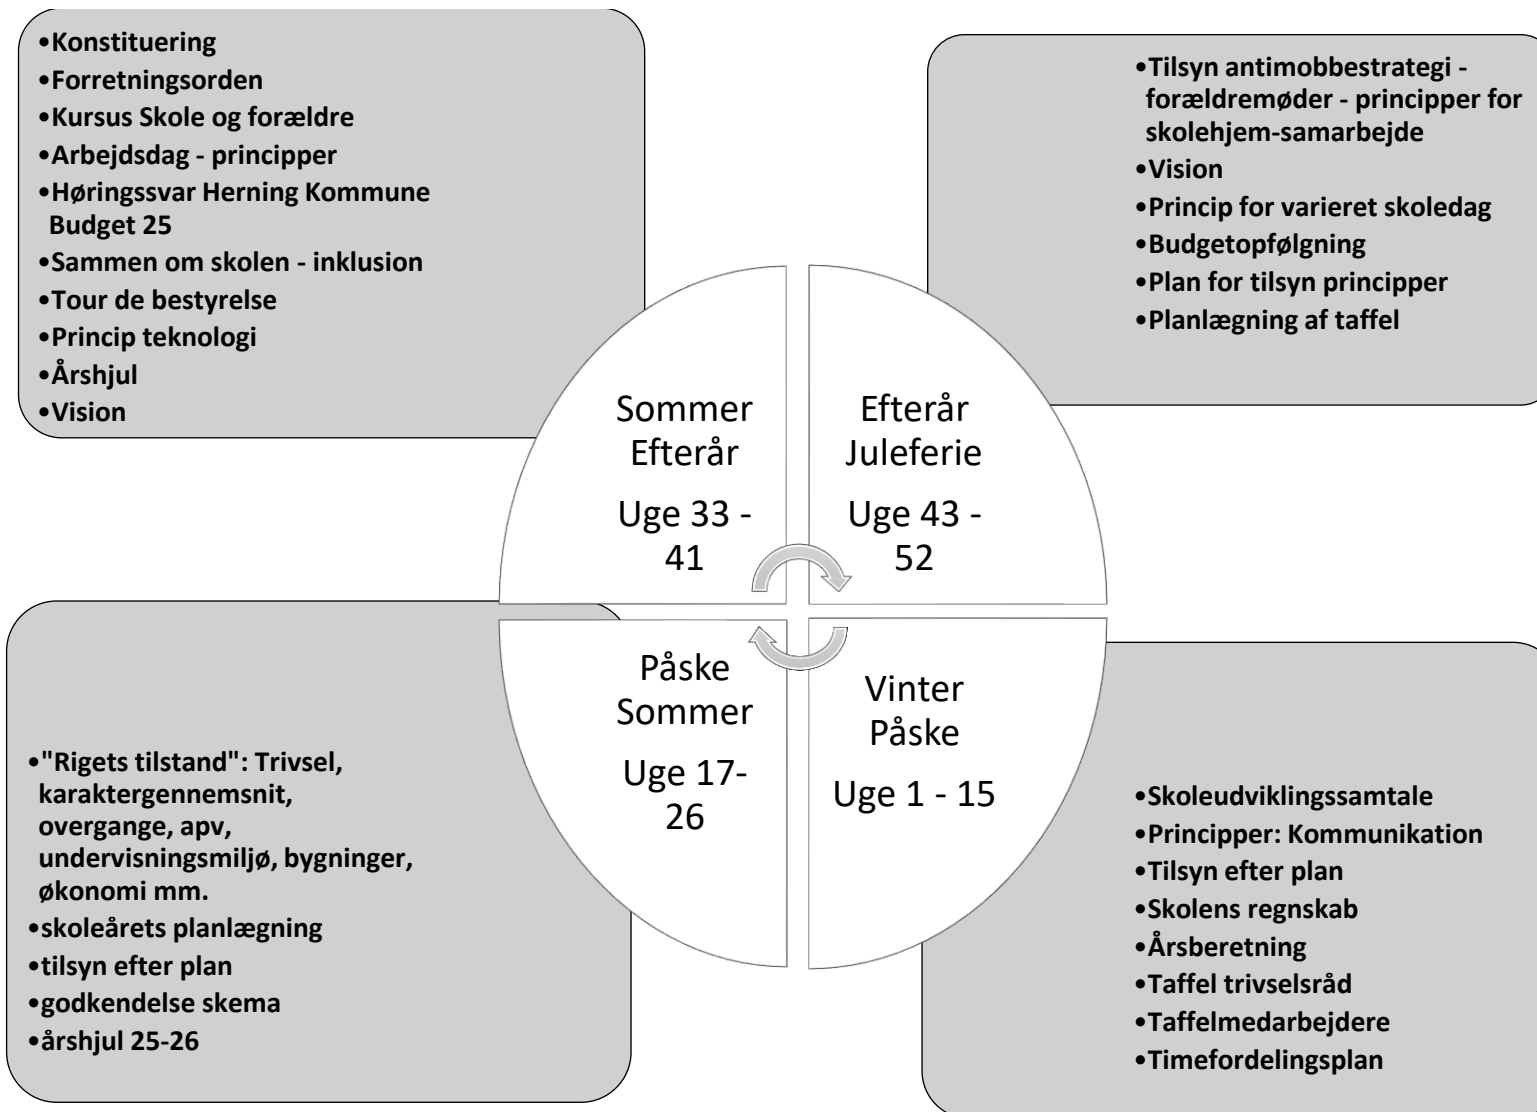 •Konstituering
•Forretningsorden
•Kursus Skole og forældre
•Arbejdsdag - principper
•Høringssvar Herning Kommune
Budget 25
•Sammen om skolen - inklusion
•Tour de bestyrelse
•Princip teknologi
•Årshjul
•Vision
•Tilsyn antimobbestrategi -
forældremøder - principper for
skolehjem-samarbejde
•Vision
•Princip for varieret skoledag
•Budgetopfølgning
•Plan for tilsyn principper
•Planlægning af taffel
Sommer
Efterår
Uge 33 -
41
Efterår
Juleferie
Uge 43 -
52
Påske
Sommer
Uge 17-
26
Vinter
Påske
Uge 1 - 15
•"Rigets tilstand": Trivsel,
karaktergennemsnit,
overgange, apv,
undervisningsmiljø, bygninger,
økonomi mm.
•skoleårets planlægning
•tilsyn efter plan
•godkendelse skema
•årshjul 25-26
•Skoleudviklingssamtale
•Principper: Kommunikation
•Tilsyn efter plan
•Skolens regnskab
•Årsberetning
•Taffel trivselsråd
•Taffelmedarbejdere
•Timefordelingsplan